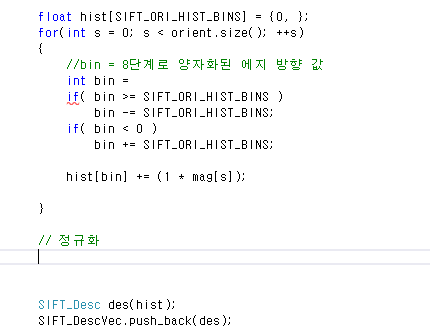 float hist[SIFT_ORI_HIST_BINS] = {0, };
for(int s = 0; s < orient.size(); ++s)
{
//bin = 8단계로 양자화된 에지 방향 값
int bin =
if( bin >= SIFT_ORI_HIST_BINS )
bin -= SIFT_ORI_HIST_BINS;
if( bin < 0 )
bin += SIFT_ORI_HIST_BINS;
hist[bin] += (1 * mag[s]);
}
// 정규화
SIFT_Desc des(hist);
SIFT_DescVec.push_back(des);